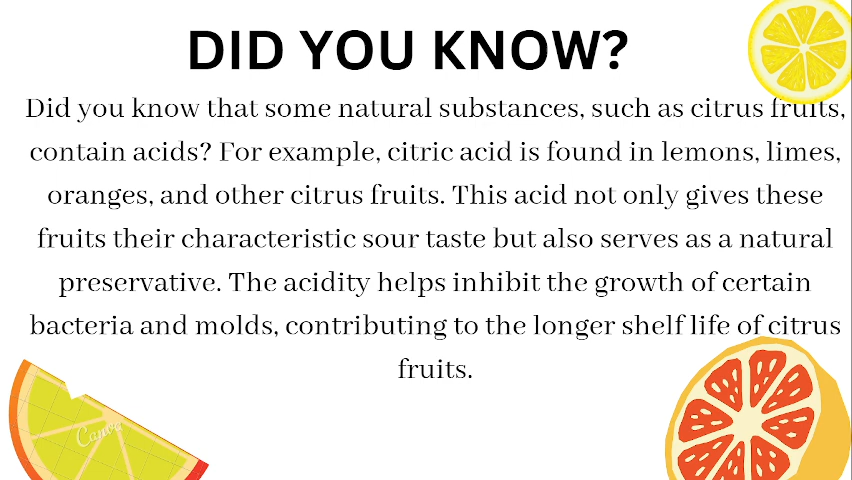 DID YOU KNOW?
Did you know that some natural substances, such as citrus fruits,
contain acids? For example, citric acid is found in lemons, limes,
oranges, and other citrus fruits. This acid not only gives these
fruits their characteristic sour taste but also serves as a natural
preservative. The acidity helps inhibit the growth of certain
bacteria and molds, contributing to the longer shelf life of citrus
fruits.
Canva